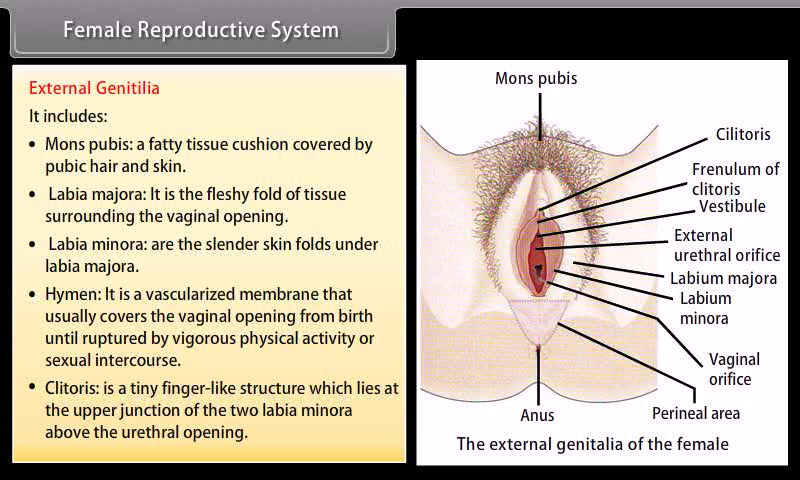 Female Reproductive System
External Genitilia
It includes:
• Mons pubis: a fatty tissue cushion covered by
pubic hair and skin.
• Labia majora: It is the fleshy fold of tissue
surrounding the vaginal opening.
• Labia minora: are the slender skin folds under
labia majora.
• Hymen: It is a vascularized membrane that
usually covers the vaginal opening from birth
until ruptured by vigorous physical activity or
sexual intercourse.
• Clitoris: is a tiny finger-like structure which lies at
the upper junction of the two labia minora
above the urethral opening.
Mons pubis
Cilitoris
Frenulum of
clitoris
Vestibule
External
urethral orifice
Labium majora
Labium
minora
Vaginal
orifice
Perineal area
Anus
The external genitalia of the female